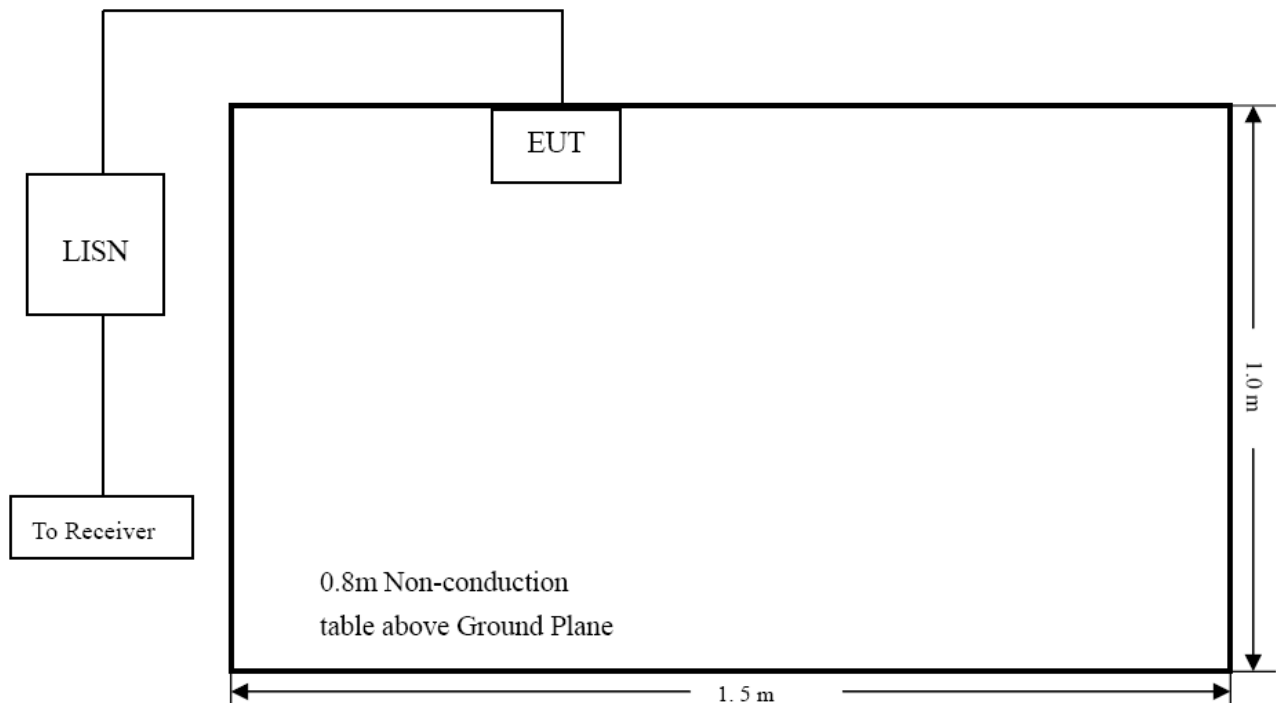 EUT
LISN
1.0 m
To Receiver
0.8m Non-conduction
table above Ground Plane
1. 5 m